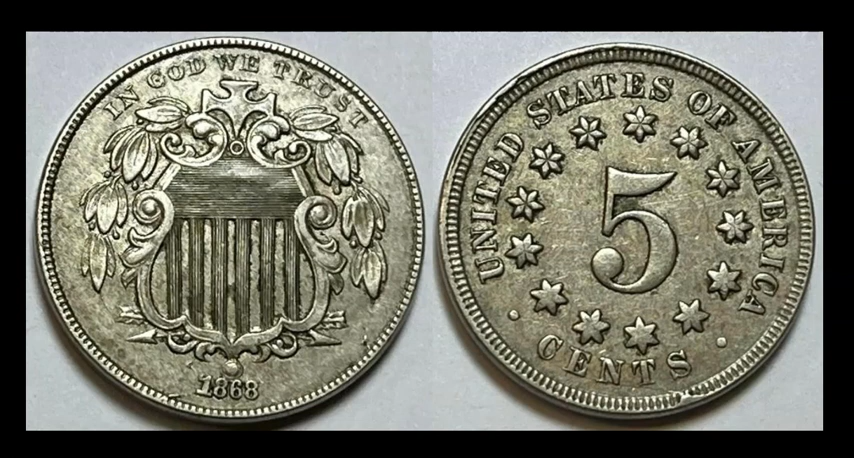 IN GOD WE TRUST
1868
UNITED STATES OF AMERICA
5
CENTS